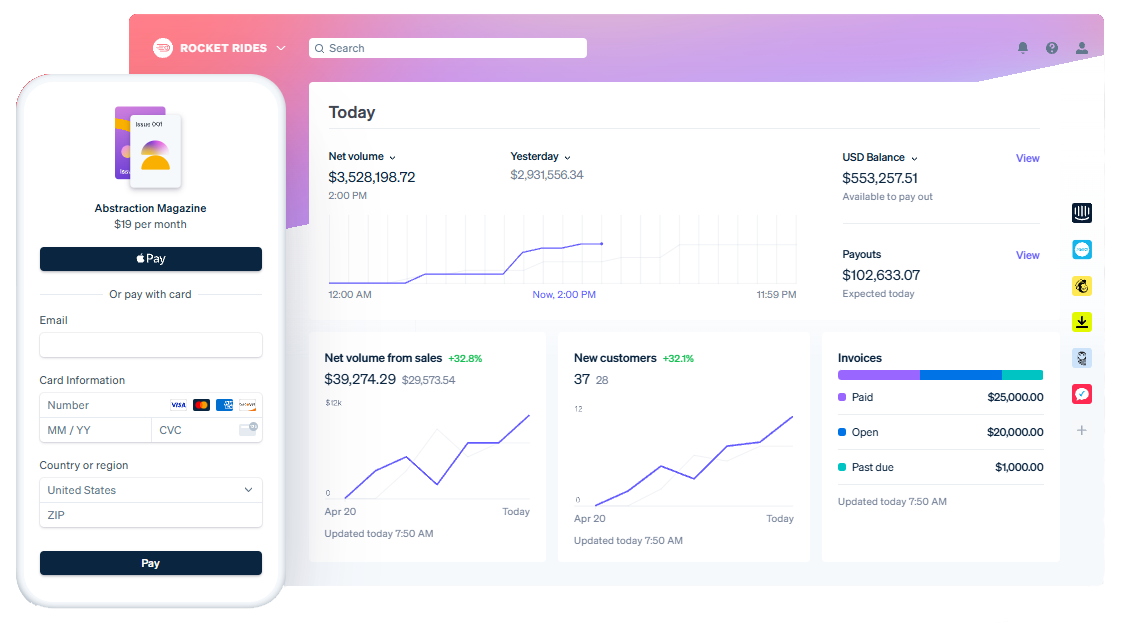 ROCKET RIDES
Search
Issue 001
Abstraction Magazine
$19 per month
Pay
Or pay with card
Email
Card Information
Number
VISA
MM / YY
CVC
Country or region
United States
ZIP
Pay
Today
Net volume
$3,528,198.72
2:00 PM
Yesterday
$2,931,556.34
12:00 AM
Now, 2:00 PM
11:59 PM
USD Balance
View
$553,257.51
Available to pay out
Payouts
View
$102,633.07
Expected today
Net volume from sales +32.8%
$39,274.29 $29,573.54
$12k
0
Apr 20
Today
Updated today 7:50 AM
New customers +32.1%
37 28
12
0
Apr 20
Today
Updated today 7:50 AM
Invoices
Paid $25,000.00
Open $20,000.00
Past due $1,000.00
Updated today 7:50 AM